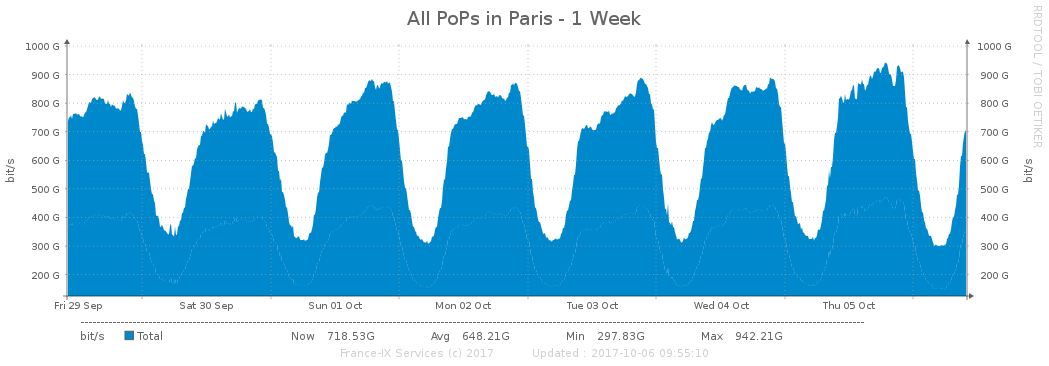 All PoPs in Paris - 1 Week
RRDTOOL / TOBI OETIKER
bit/s
1000 G 1000 G
900 G 900 G
800 G 800 G
700 G 700 G
600 G 600 G
500 G 500 G
400 G 400 G
300 G 300 G
200 G 200 G
bit/s
Fri 29 Sep Sat 30 Sep Sun 01 Oct Mon 02 Oct Tue 03 Oct Wed 04 Oct Thu 05 Oct
bit/s Total Now 718.53G Avg 648.21G Min 297.83G Max 942.21G
France-IX Services (c) 2017 Updated : 2017-10-06 09:55:10